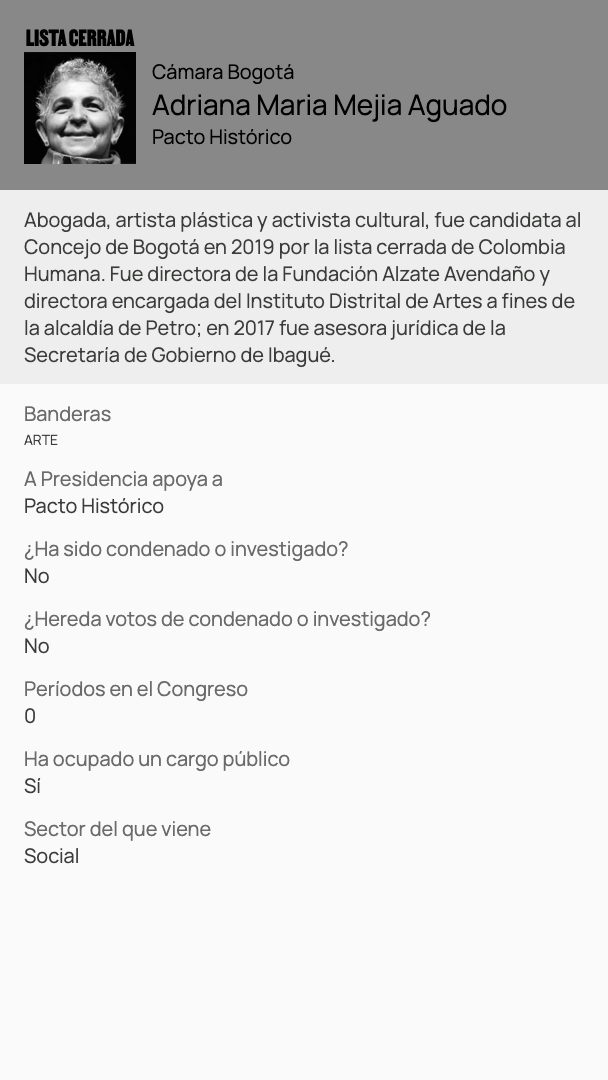 LISTA CERRADA
Cámara Bogotá
Adriana Maria Mejia Aguado
Pacto Histórico
Abogada, artista plástica y activista cultural, fue candidata al
Concejo de Bogotá en 2019 por la lista cerrada de Colombia
Humana. Fue directora de la Fundación Alzate Avendaño y
directora encargada del Instituto Distrital de Artes a fines de
la alcaldía de Petro; en 2017 fue asesora jurídica de la
Secretaría de Gobierno de Ibagué.
Banderas
ARTE
A Presidencia apoya a
Pacto Histórico
¿Ha sido condenado o investigado?
No
¿Hereda votos de condenado o investigado?
No
Períodos en el Congreso
0
Ha ocupado un cargo público
Sí
Sector del que viene
Social